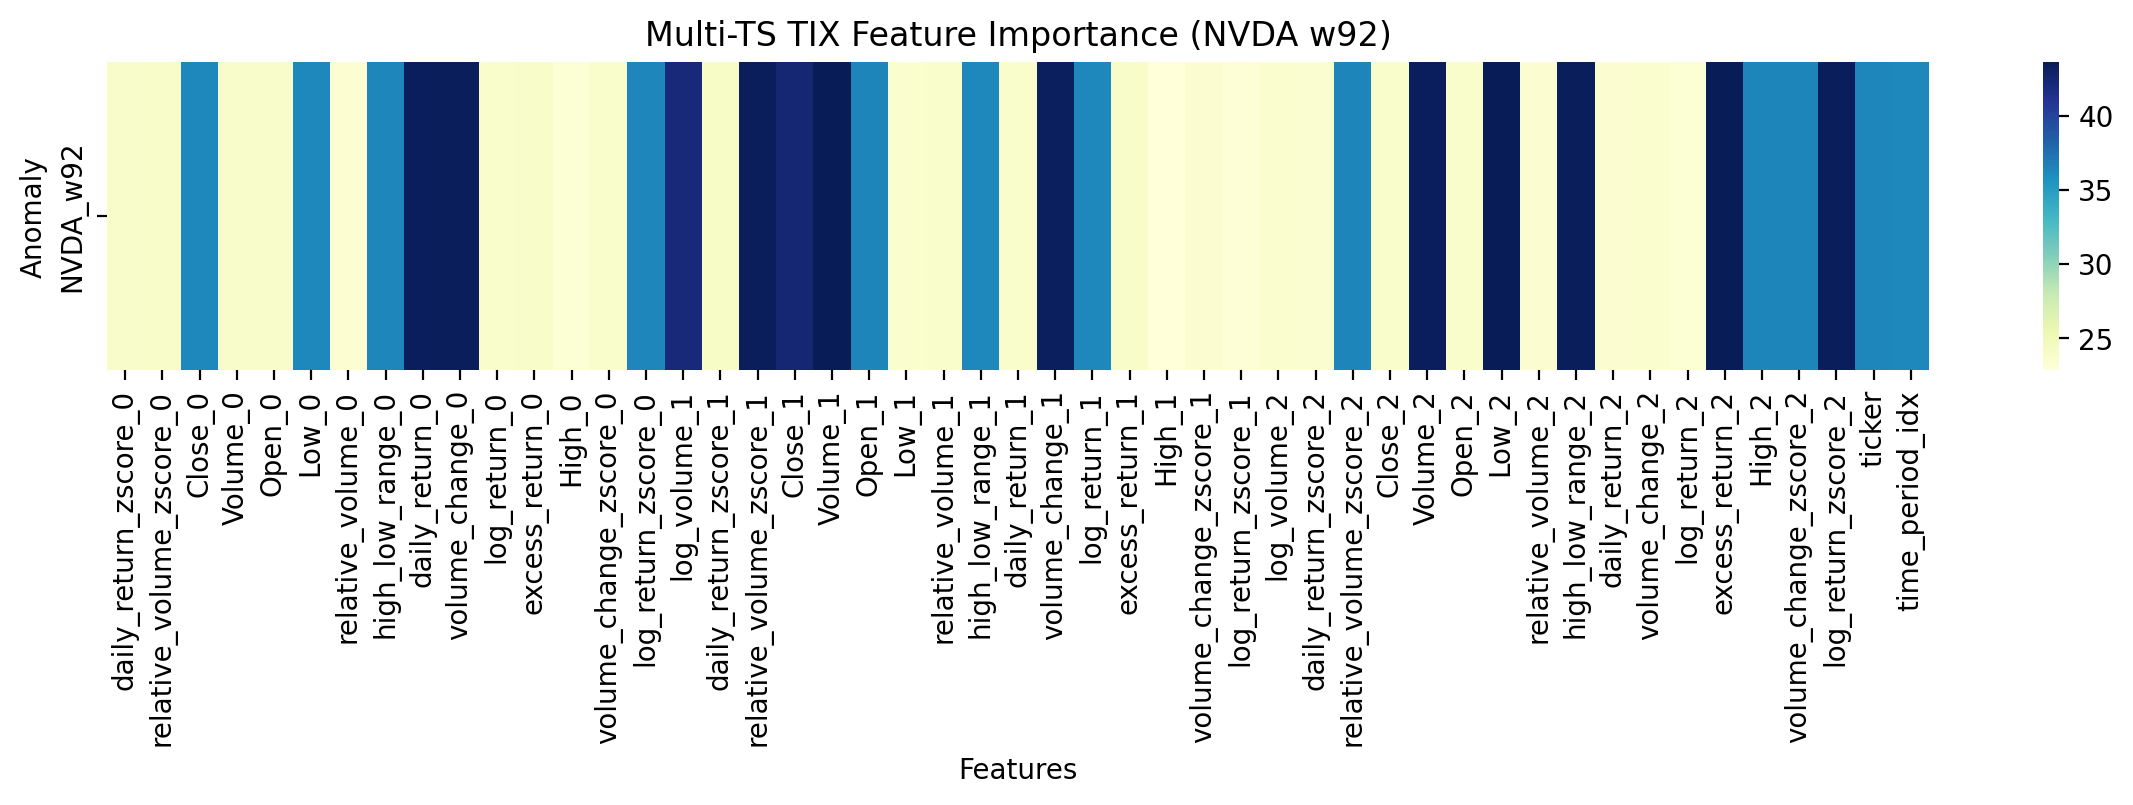 Multi-TS TIX Feature Importance (NVDA w92)
Anomaly
NVDA_w92
40
35
30
25
daily_return_zscore_0
relative_volume_zscore_0
Close_0
Volume_0
Open_0
Low_0
relative_volume_0
high_low_range_0
daily_return_0
volume_change_0
log_return_0
excess_return_0
High_0
volume_change_zscore_0
log_return_zscore_0
log_volume_1
daily_return_zscore_1
relative_volume_zscore_1
Close_1
Volume_1
Open_1
Low_1
relative_volume_1
high_low_range_1
daily_return_1
volume_change_1
log_return_1
excess_return_1
High_1
volume_change_zscore_1
log_return_zscore_1
log_volume_2
daily_return_zscore_2
relative_volume_zscore_2
Close_2
Volume_2
Open_2
Low_2
relative_volume_2
high_low_range_2
daily_return_2
volume_change_2
log_return_2
excess_return_2
High_2
volume_change_zscore_2
log_return_zscore_2
ticker
time_period_idx
Features